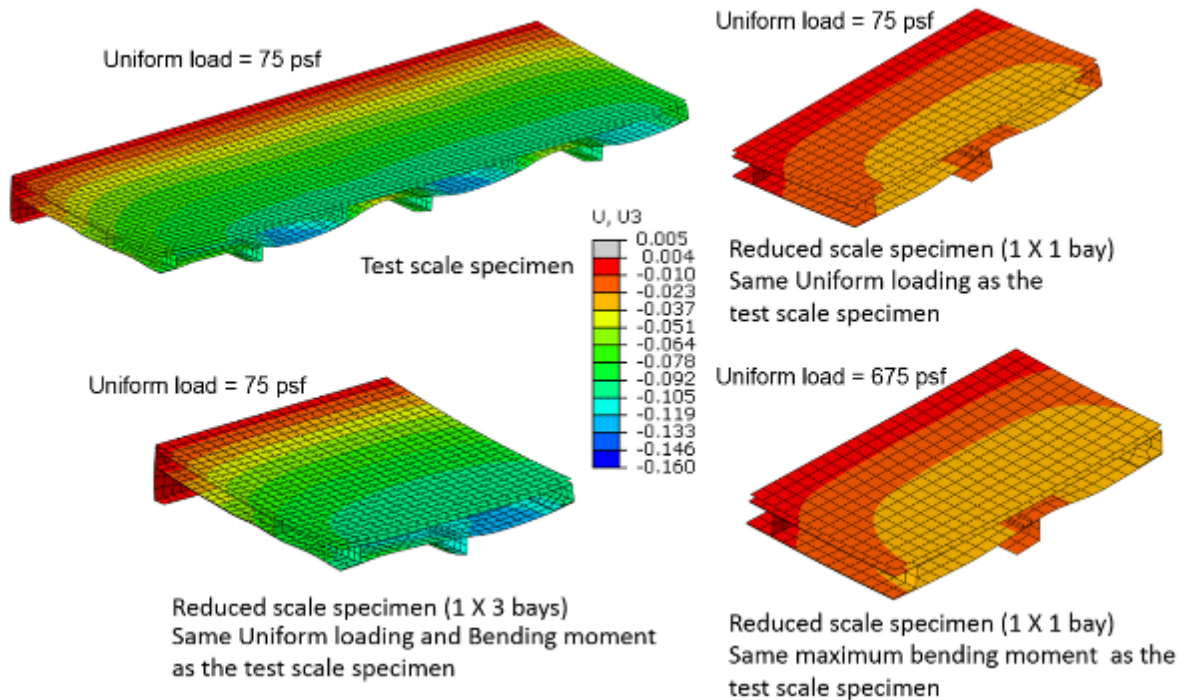 Uniform load = 75 psf
Test scale specimen
Uniform load = 75 psf
Reduced scale specimen (1 X 1 bay)
Same Uniform loading as the
test scale specimen
U, U3
0.005
0.004
-0.010
-0.023
-0.037
-0.051
-0.064
-0.078
-0.092
-0.105
-0.119
-0.133
-0.146
-0.160
Uniform load = 75 psf
Reduced scale specimen (1 X 3 bays)
Same Uniform loading and Bending moment
as the test scale specimen
Uniform load = 675 psf
Reduced scale specimen (1 X 1 bay)
Same maximum bending moment as the
test scale specimen